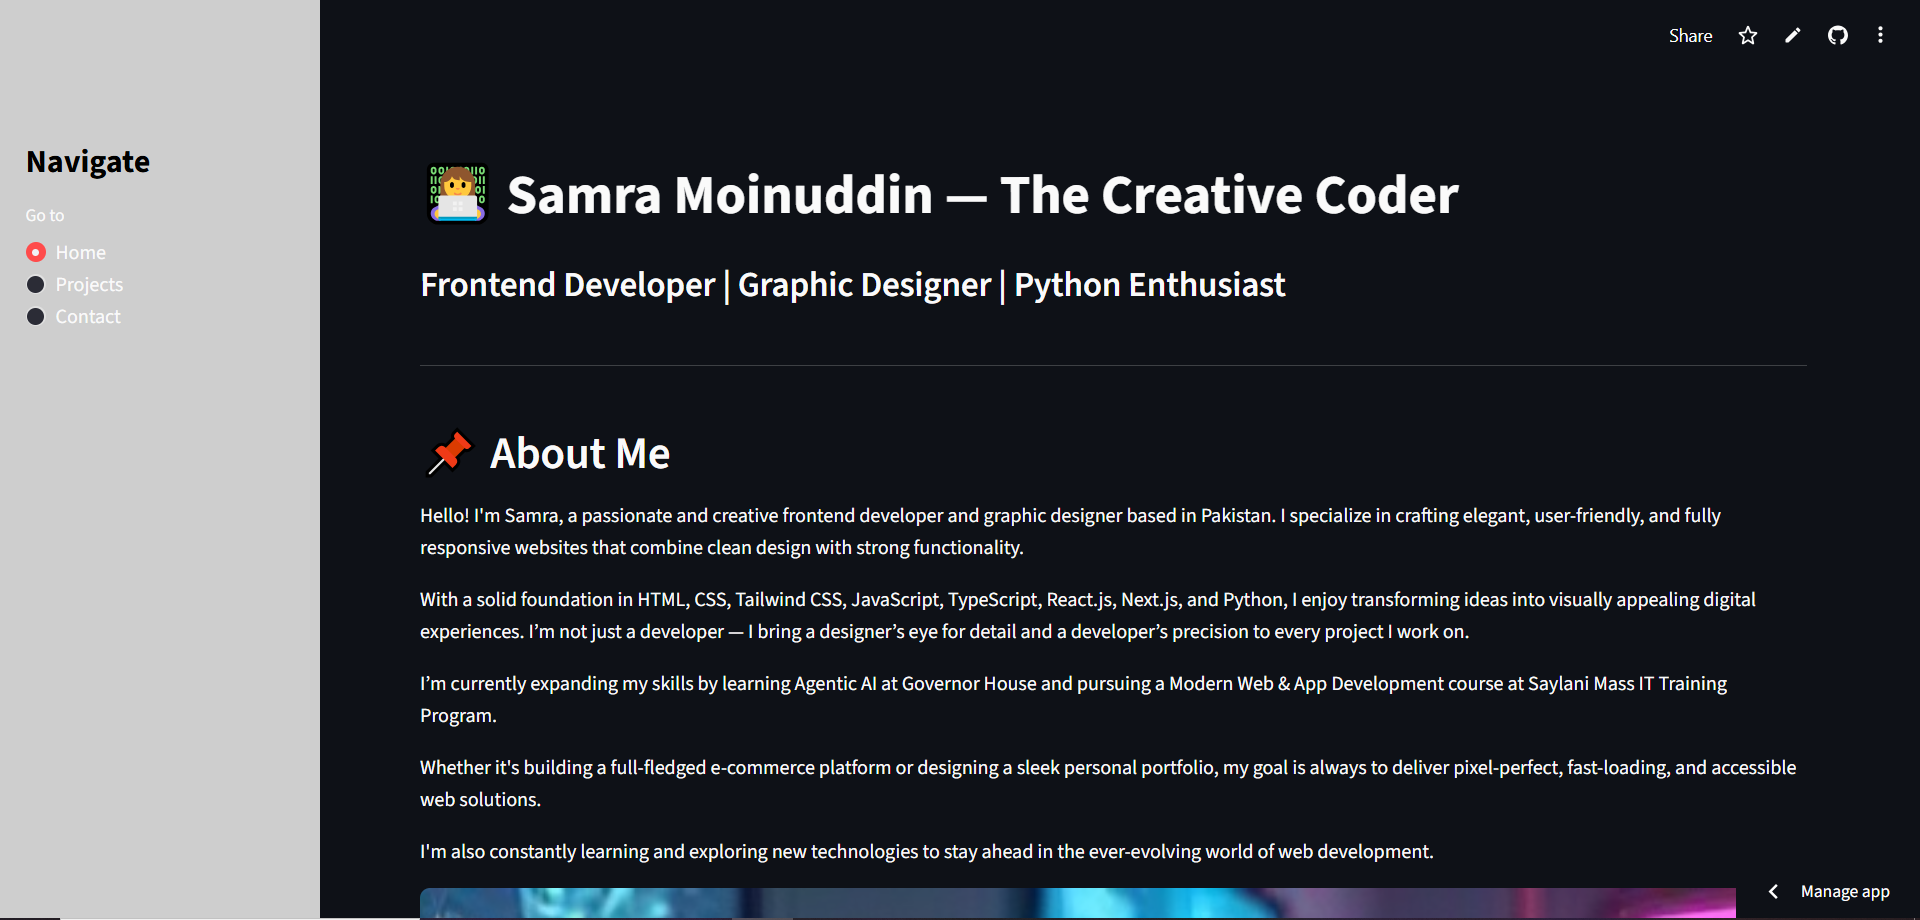 Share
Navigate
Go to
Home
Projects
Contact
Samra Moinuddin — The Creative Coder
Frontend Developer | Graphic Designer | Python Enthusiast
About Me
Hello! I'm Samra, a passionate and creative frontend developer and graphic designer based in Pakistan. I specialize in crafting elegant, user-friendly, and fully
responsive websites that combine clean design with strong functionality.
With a solid foundation in HTML, CSS, Tailwind CSS, JavaScript, TypeScript, React.js, Next.js, and Python, I enjoy transforming ideas into visually appealing digital
experiences. I’m not just a developer — I bring a designer’s eye for detail and a developer’s precision to every project I work on.
I’m currently expanding my skills by learning Agentic AI at Governor House and pursuing a Modern Web & App Development course at Saylani Mass IT Training
Program.
Whether it's building a full-fledged e-commerce platform or designing a sleek personal portfolio, my goal is always to deliver pixel-perfect, fast-loading, and accessible
web solutions.
I'm also constantly learning and exploring new technologies to stay ahead in the ever-evolving world of web development.
Manage app